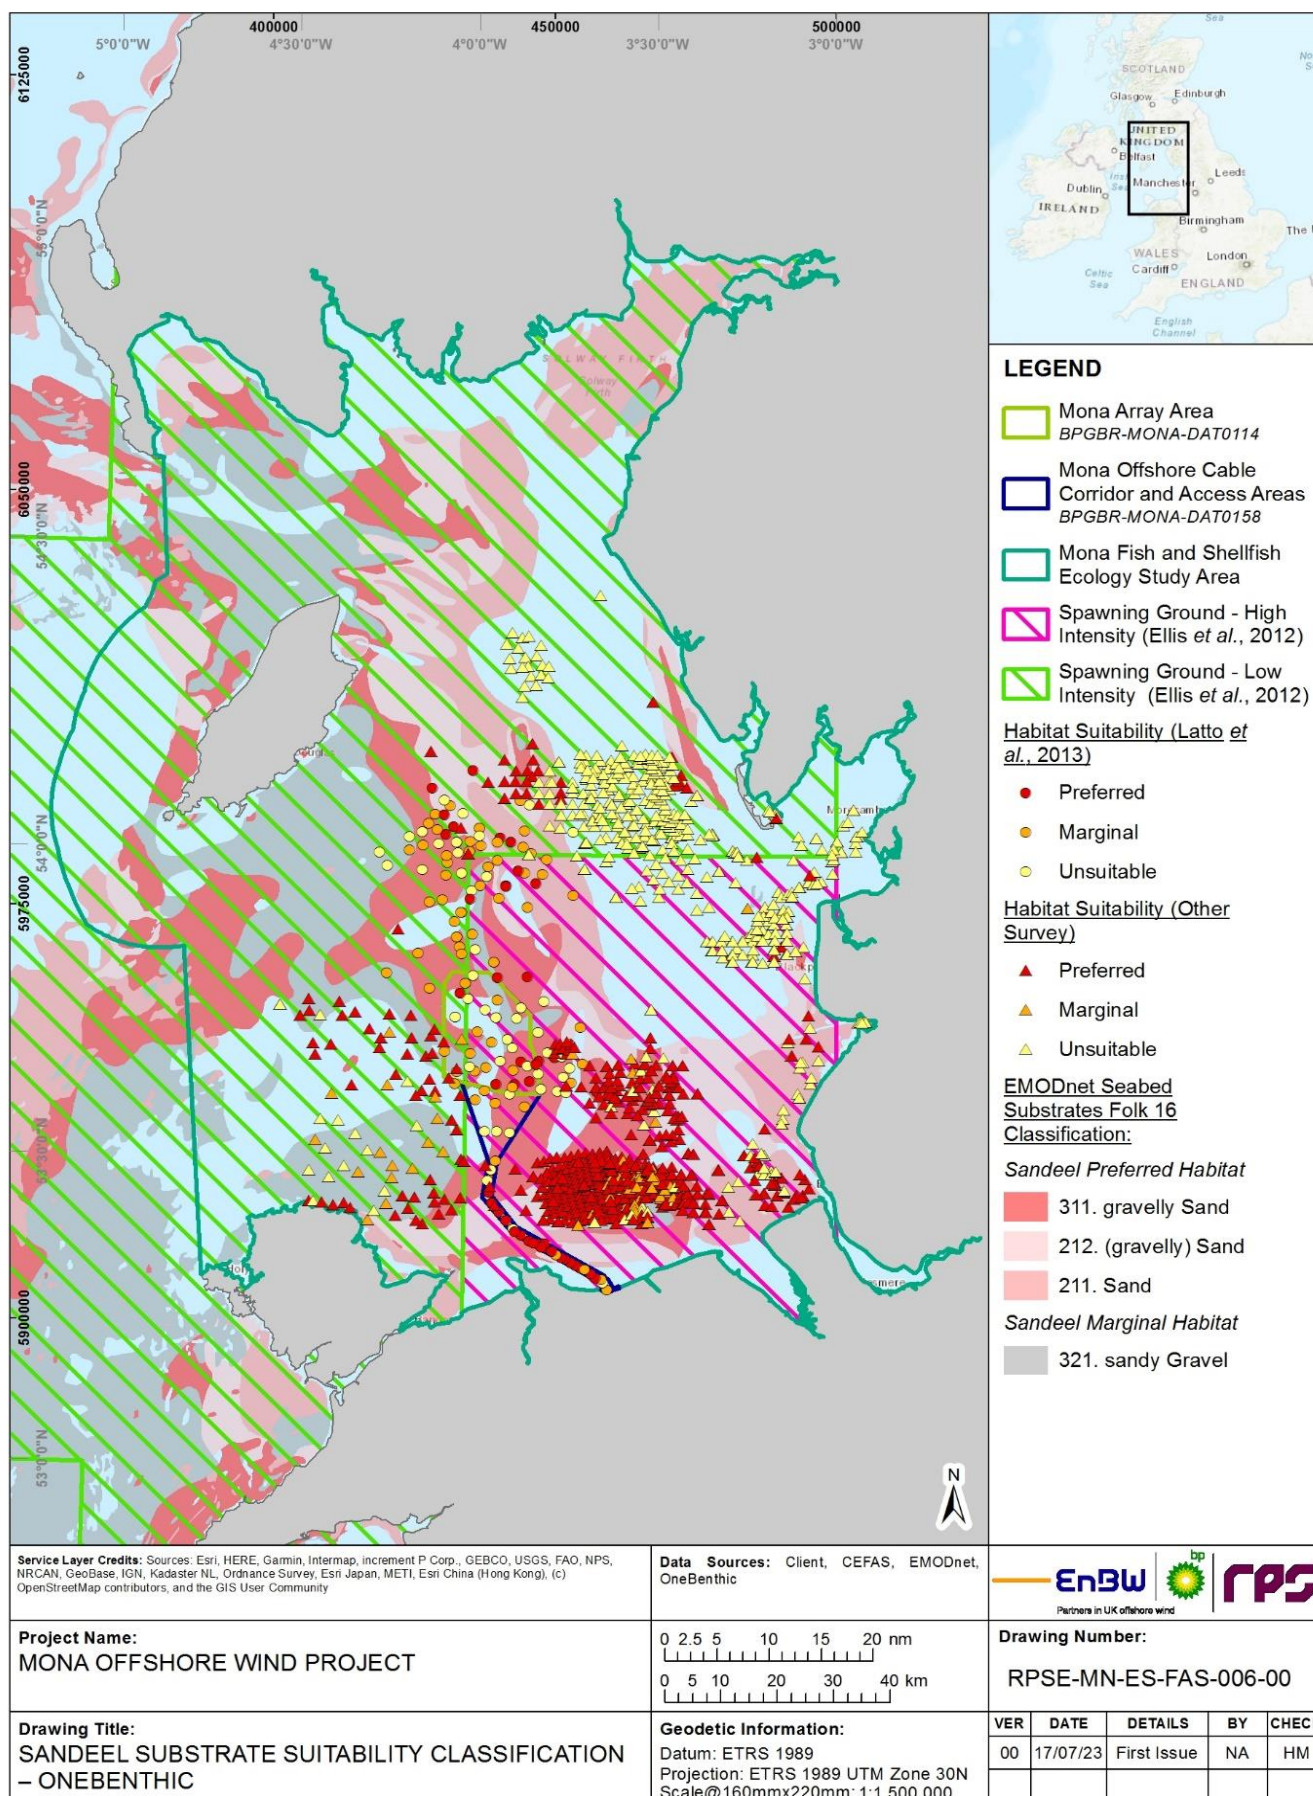 400000
450000
500000
5°0'0"W
4°30'0"W
4°0'0"W
3°30'0"W
3°0'0"W
6125000
6050000
5975000
5900000
55°0'0"N
54°30'0"N
54°0'0"N
53°30'0"N
53°0'0"N
SOLWAY FIRTH
Solway
Firth
N
Sea
SCOTLAND
Glasgow
Edinburgh
UNITED
KINGDOM
Belfast
Leeds
Manchester
Dublin
IRELAND
Birmingham
The
WALES
London
Cardiff
Celtic
Sea
ENGLAND
English
Channel
LEGEND
Mona Array Area
BPGBR-MONA-DAT0114
Mona Offshore Cable
Corridor and Access Areas
BPGBR-MONA-DAT0158
Mona Fish and Shellfish
Ecology Study Area
Spawning Ground - High
Intensity (Ellis et al., 2012)
Spawning Ground - Low
Intensity (Ellis et al., 2012)
Habitat Suitability (Latto et
al., 2013)
Preferred
Marginal
Unsuitable
Habitat Suitability (Other
Survey)
Preferred
Marginal
Unsuitable
EMODnet Seabed
Substrates Folk 16
Classification:
Sandeel Preferred Habitat
311. gravelly Sand
212. (gravelly) Sand
211. Sand
Sandeel Marginal Habitat
321. sandy Gravel
Service Layer Credits: Sources: Esri, HERE, Garmin, Intermap, increment P Corp., GEBCO, USGS, FAO, NPS,
NRCAN, GeoBase, IGN, Kadaster NL, Ordnance Survey, Esri Japan, METI, Esri China (Hong Kong), (c)
OpenStreetMap contributors, and the GIS User Community
Data Sources: Client, CEFAS, EMODnet,
OneBenthic
EnBW
bp
rps
Partners in UK offshore wind
Project Name:
MONA OFFSHORE WIND PROJECT
0 2.5 5 10 15 20 nm
0 5 10 20 30 40 km
Drawing Number:
RPSE-MN-ES-FAS-006-00
Drawing Title:
SANDEEL SUBSTRATE SUITABILITY CLASSIFICATION
– ONEBENTHIC
Geodetic Information:
Datum: ETRS 1989
Projection: ETRS 1989 UTM Zone 30N
Scale@160mmx220mm: 1:1,500,000
VER DATE DETAILS BY CHEC
00 17/07/23 First Issue NA HM